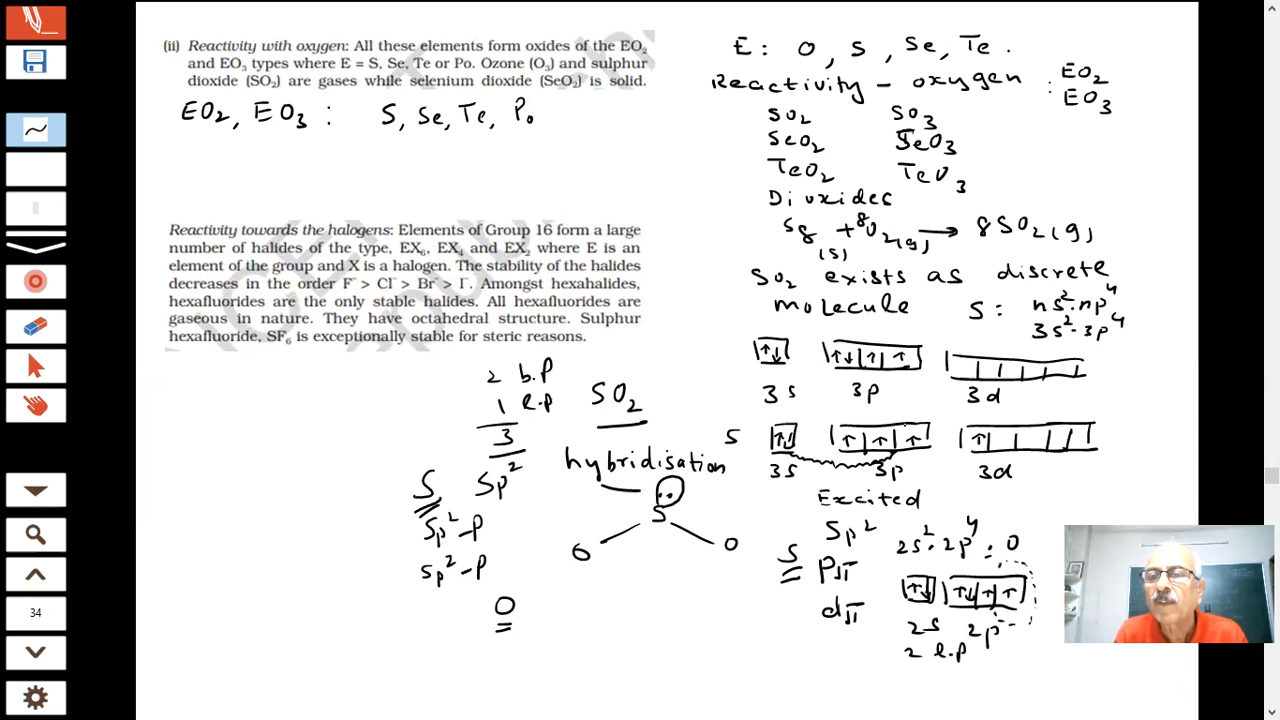 (ii) Reactivity with oxygen: All these elements form oxides of the EO₂
and EO₃ types where E = S, Se, Te or Po. Ozone (O₃) and sulphur
dioxide (SO₂) are gases while selenium dioxide (SeO₂) is solid.
EO₂, EO₃ : S, Se, Te, Po
Reactivity towards the halogens: Elements of Group 16 form a large
number of halides of the type, EX₆, EX₄ and EX₂ where E is an
element of the group and X is a halogen. The stability of the halides
decreases in the order F⁻ > Cl⁻ > Br⁻ > I⁻. Amongst hexahalides,
hexafluorides are the only stable halides. All hexafluorides are
gaseous in nature. They have octahedral structure. Sulphur
hexafluoride, SF₆ is exceptionally stable for steric reasons.
2 b.p
1 l.p
3
SO₂
hybridisation
S sp²
sp²-p
sp²-p
O
S
O O
E : O, S, Se, Te .
Reactivity - oxygen : EO₂
EO₃
SO₂ SO₃
SeO₂ SeO₃
TeO₂ TeO₃
Dioxides
S₈(s) + 8O₂(g) → 8SO₂(g)
SO₂ exists as discrete
molecule S : ns²·np⁴
3s²·3p⁴
3s 3p 3d
S
3s 3p 3d
Excited
sp² 2s²·2p⁴ : O
S pπ
dπ
2s 2p
2 l.p
34